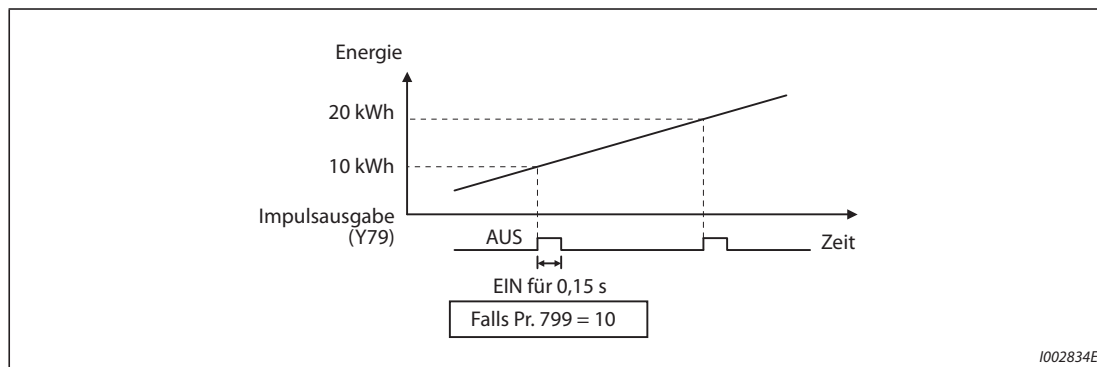 Energie
20 kWh
10 kWh
Impulsausgabe
(Y79)
AUS
Zeit
EIN für 0,15 s
Falls Pr. 799 = 10
I002834E